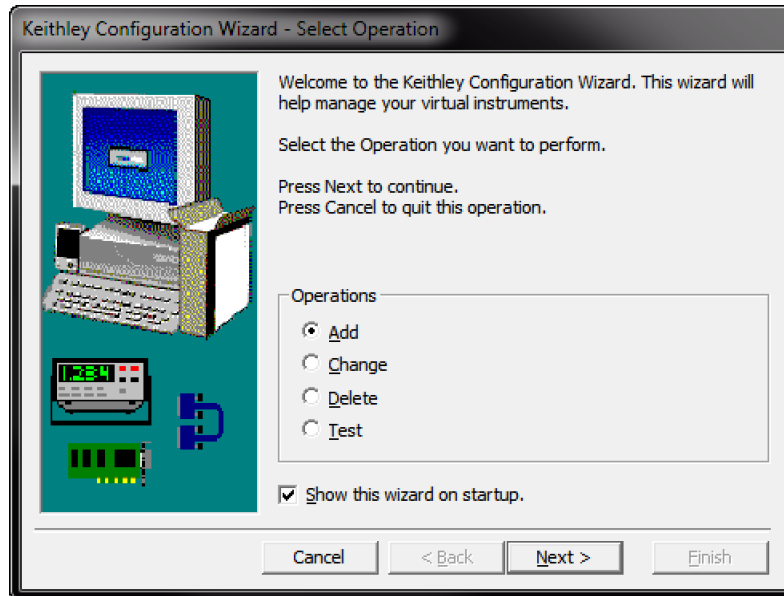 Keithley Configuration Wizard - Select Operation
Welcome to the Keithley Configuration Wizard. This wizard will
help manage your virtual instruments.
Select the Operation you want to perform.
Press Next to continue.
Press Cancel to quit this operation.
1.234
Operations
Add
Change
Delete
Test
Show this wizard on startup.
Cancel
< Back
Next >
Finish